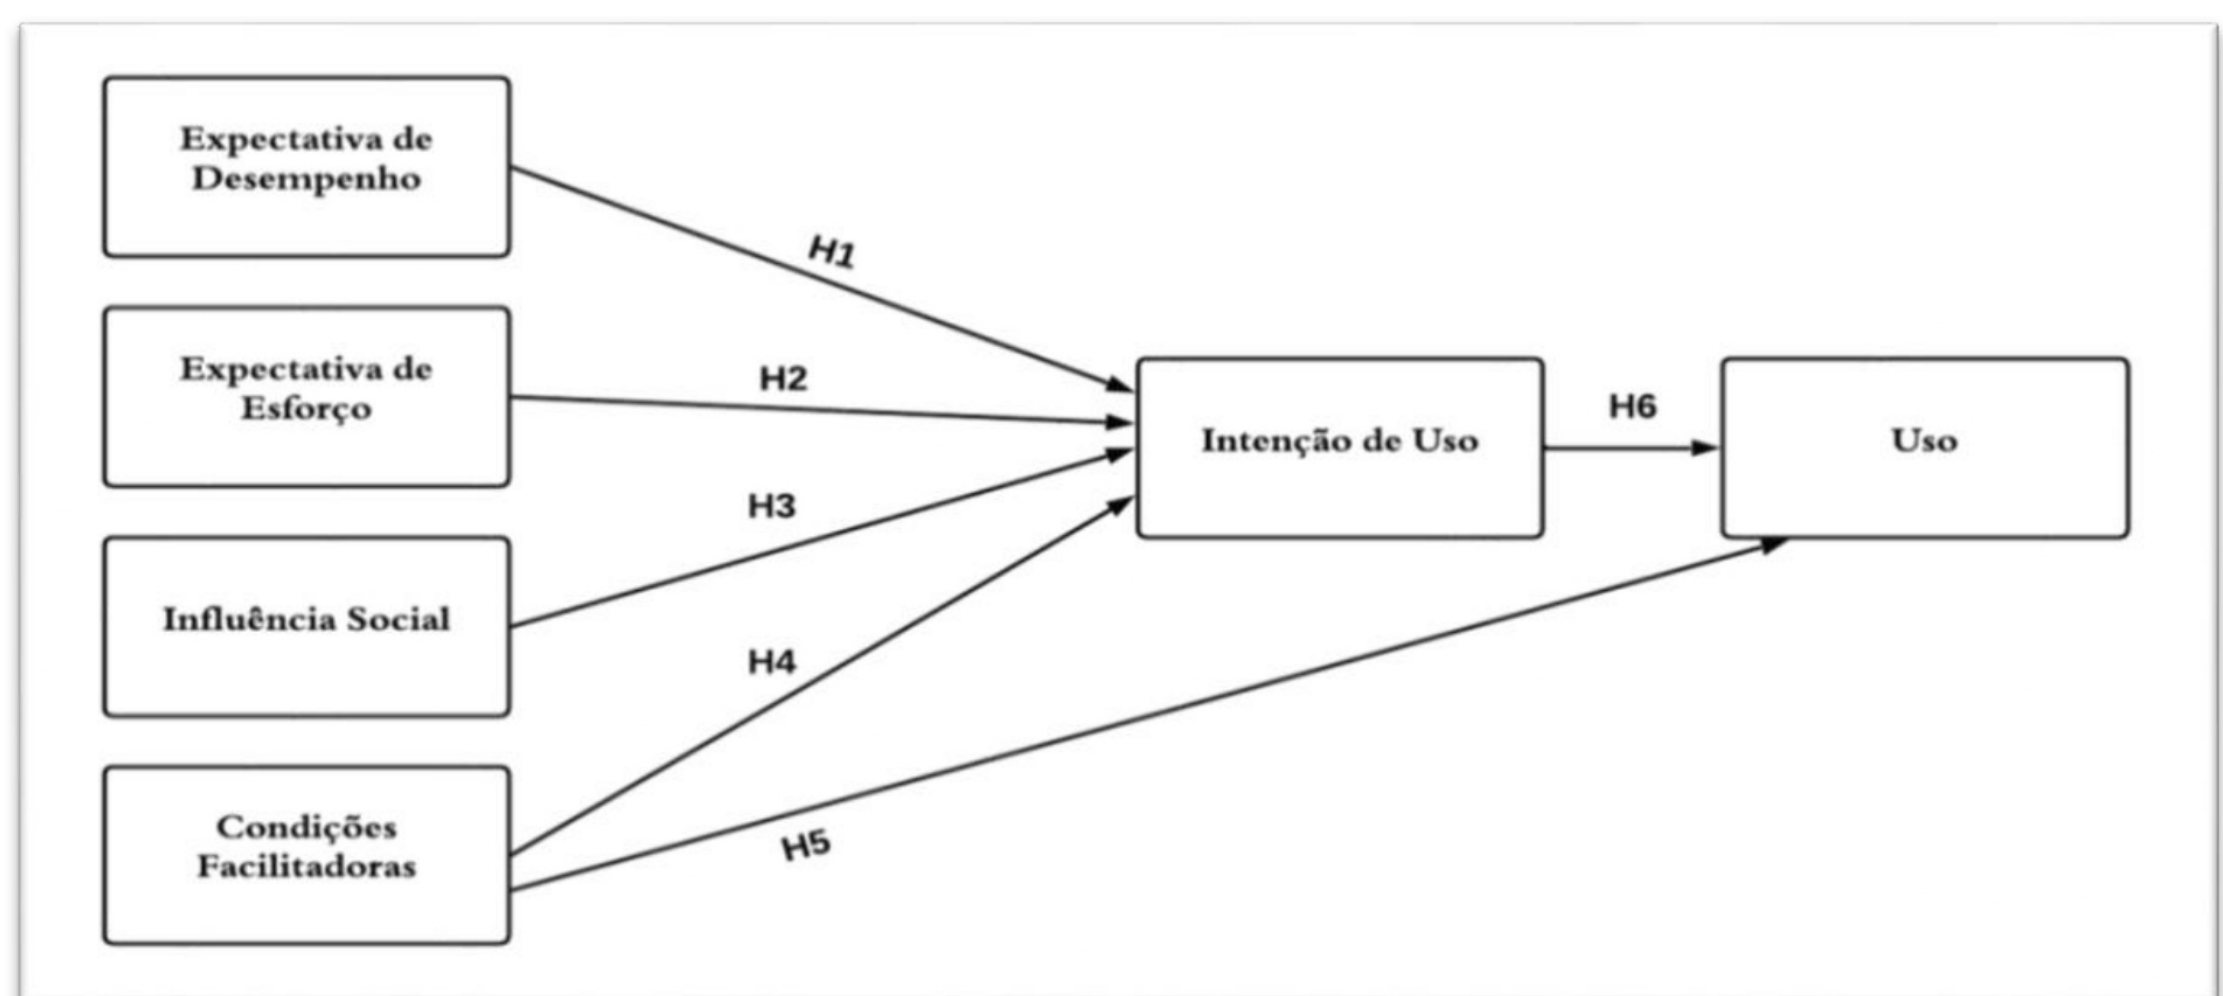 Expectativa de
Desempenho
H1
Expectativa de
Esforço
H2
Intenção de Uso
H6
Uso
H3
Influência Social
H4
Condições
Facilitadoras
H5